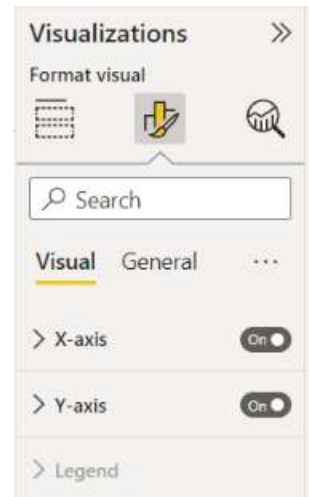 Visualizations
Format visual
Search
Visual General ...
X-axis On
Y-axis On
Legend